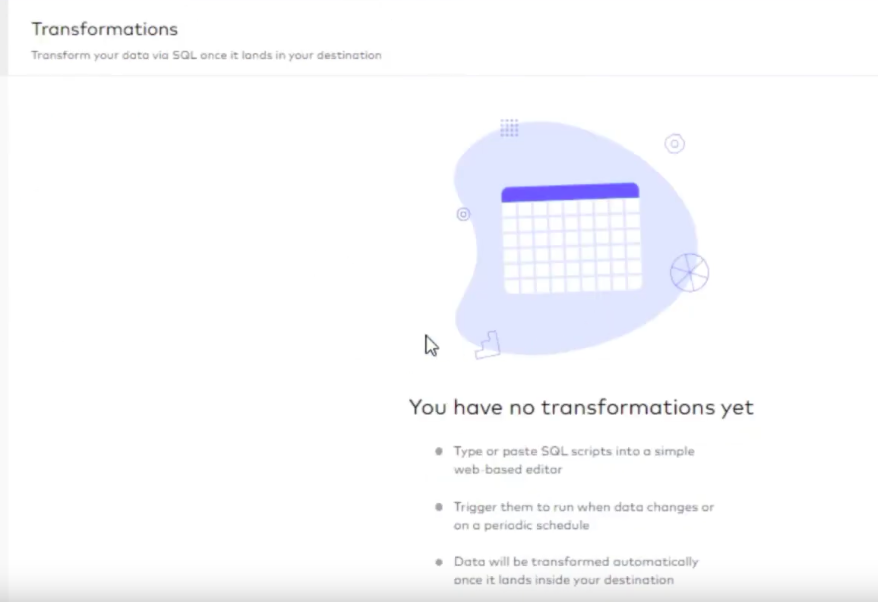 Transformations
Transform your data via SQL once it lands in your destination
You have no transformations yet
Type or paste SQL scripts into a simple
web-based editor
Trigger them to run when data changes or
on a periodic schedule
Data will be transformed automatically
once it lands inside your destination